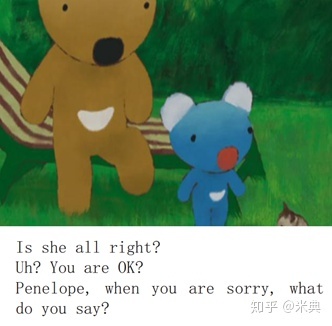 Is she all right?
Uh? You are OK?
Penelope, when you are sorry, what
do you say?
知乎 @米典